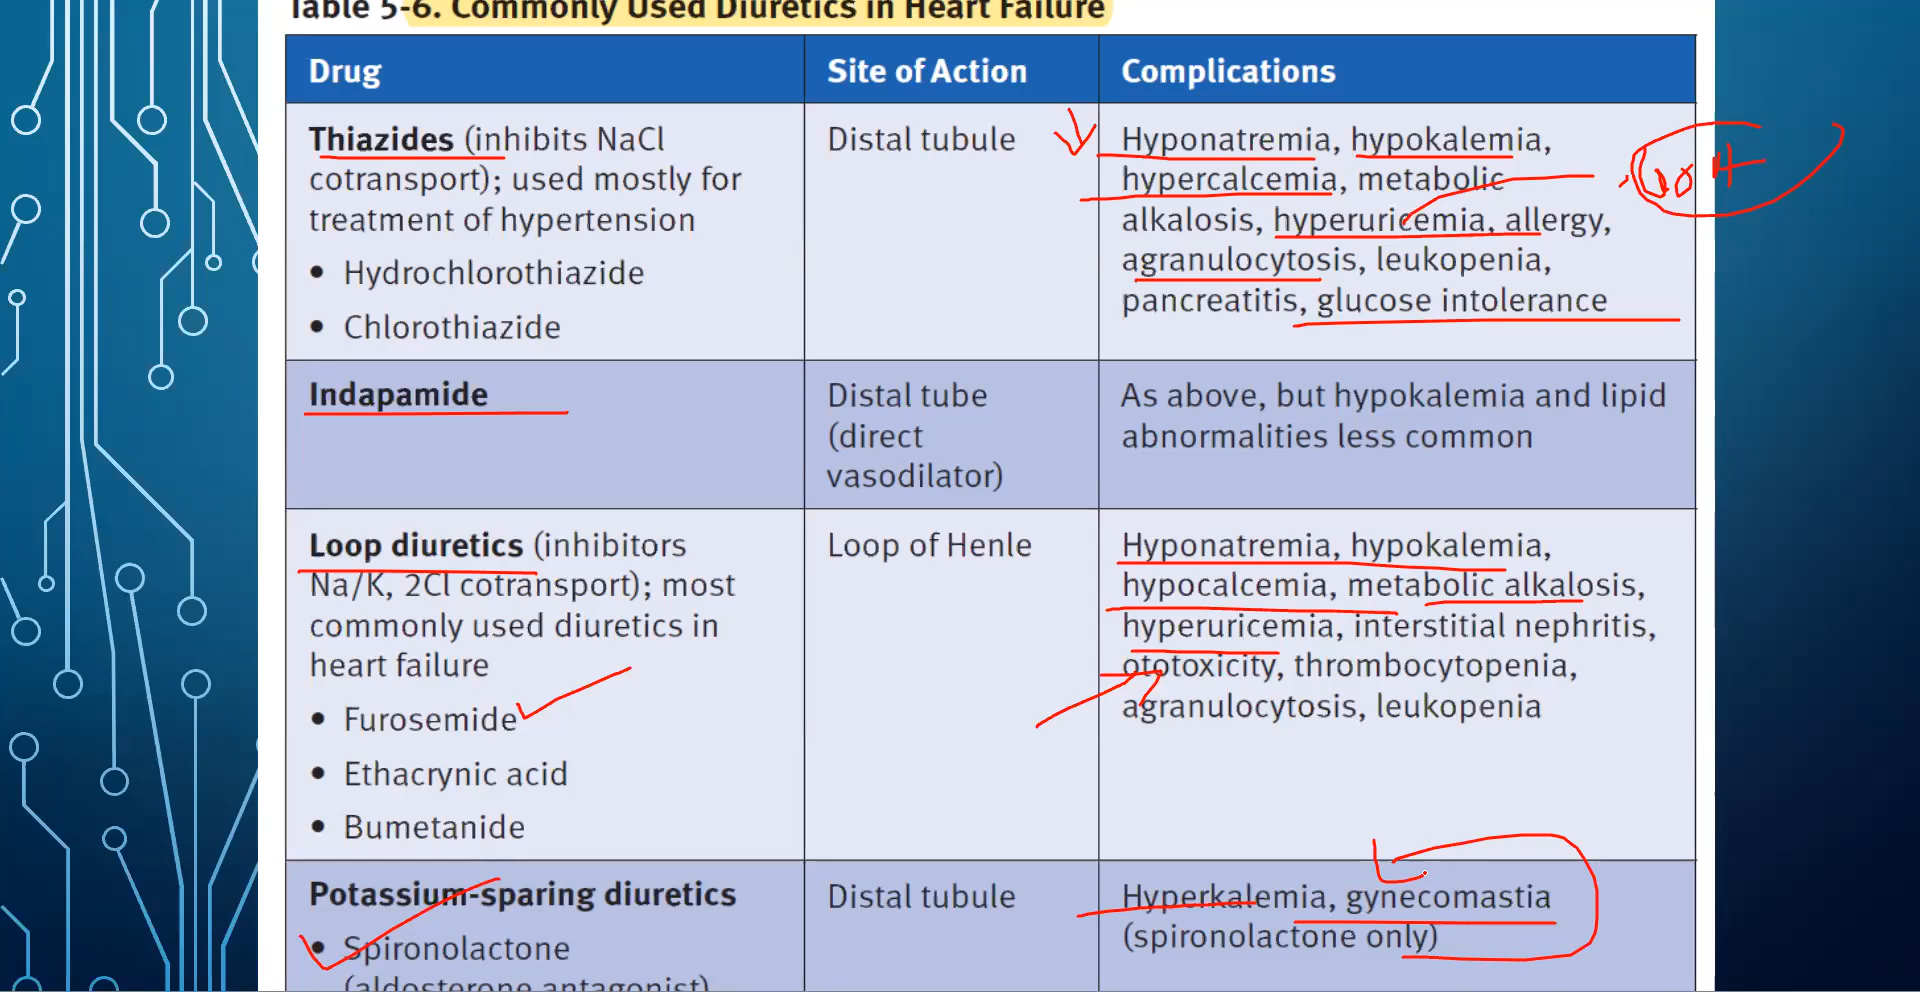 Table 5-6. Commonly Used Diuretics in Heart Failure
Drug
Site of Action
Complications
Thiazides (inhibits NaCl
cotransport); used mostly for
treatment of hypertension
• Hydrochlorothiazide
• Chlorothiazide
Distal tubule
Hyponatremia, hypokalemia,
hypercalcemia, metabolic
alkalosis, hyperuricemia, allergy,
agranulocytosis, leukopenia,
pancreatitis, glucose intolerance
Indapamide
Distal tube
(direct
vasodilator)
As above, but hypokalemia and lipid
abnormalities less common
Loop diuretics (inhibitors
Na/K, 2Cl cotransport); most
commonly used diuretics in
heart failure
• Furosemide
• Ethacrynic acid
• Bumetanide
Loop of Henle
Hyponatremia, hypokalemia,
hypocalcemia, metabolic alkalosis,
hyperuricemia, interstitial nephritis,
ototoxicity, thrombocytopenia,
agranulocytosis, leukopenia
Potassium-sparing diuretics
• Spironolactone
(aldosterone antagonist)
Distal tubule
Hyperkalemia, gynecomastia
(spironolactone only)